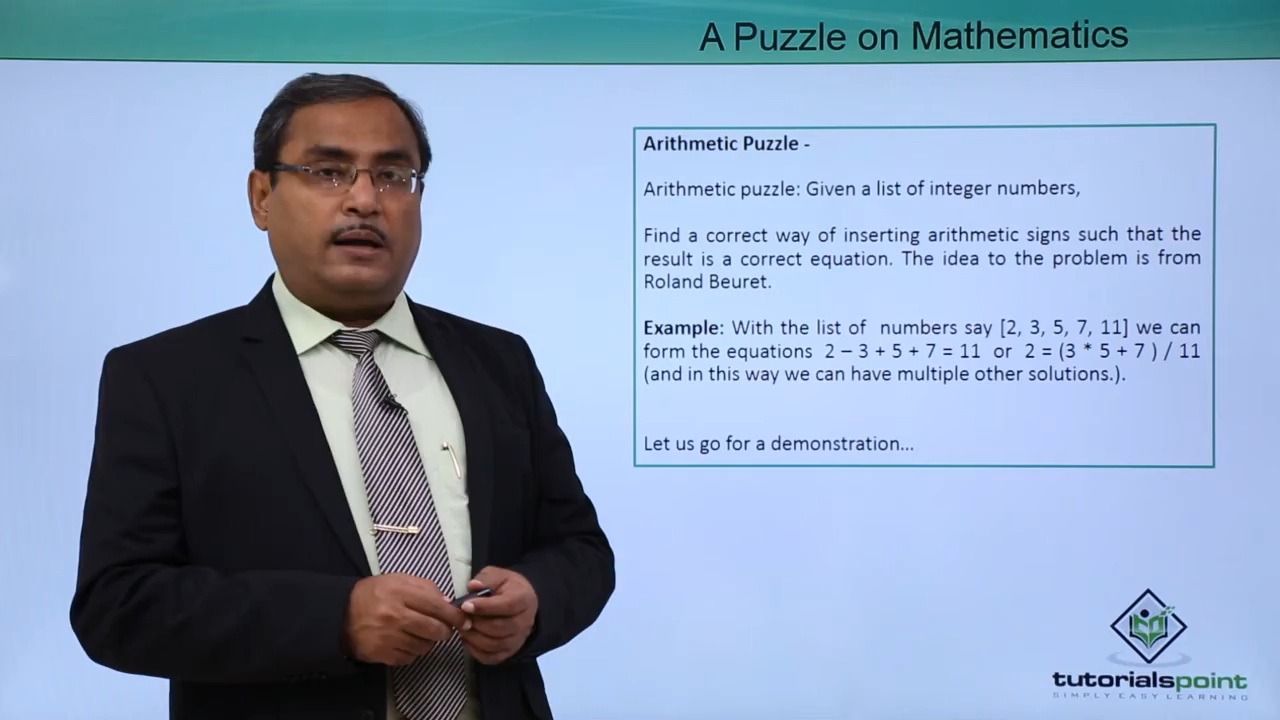 A Puzzle on Mathematics
Arithmetic Puzzle -
Arithmetic puzzle: Given a list of integer numbers,
Find a correct way of inserting arithmetic signs such that the
result is a correct equation. The idea to the problem is from
Roland Beuret.
Example: With the list of numbers say [2, 3, 5, 7, 11] we can
form the equations 2 – 3 + 5 + 7 = 11 or 2 = (3 * 5 + 7 ) / 11
(and in this way we can have multiple other solutions.).
Let us go for a demonstration...
tutorialspoint
SIMPLY EASY LEARNING